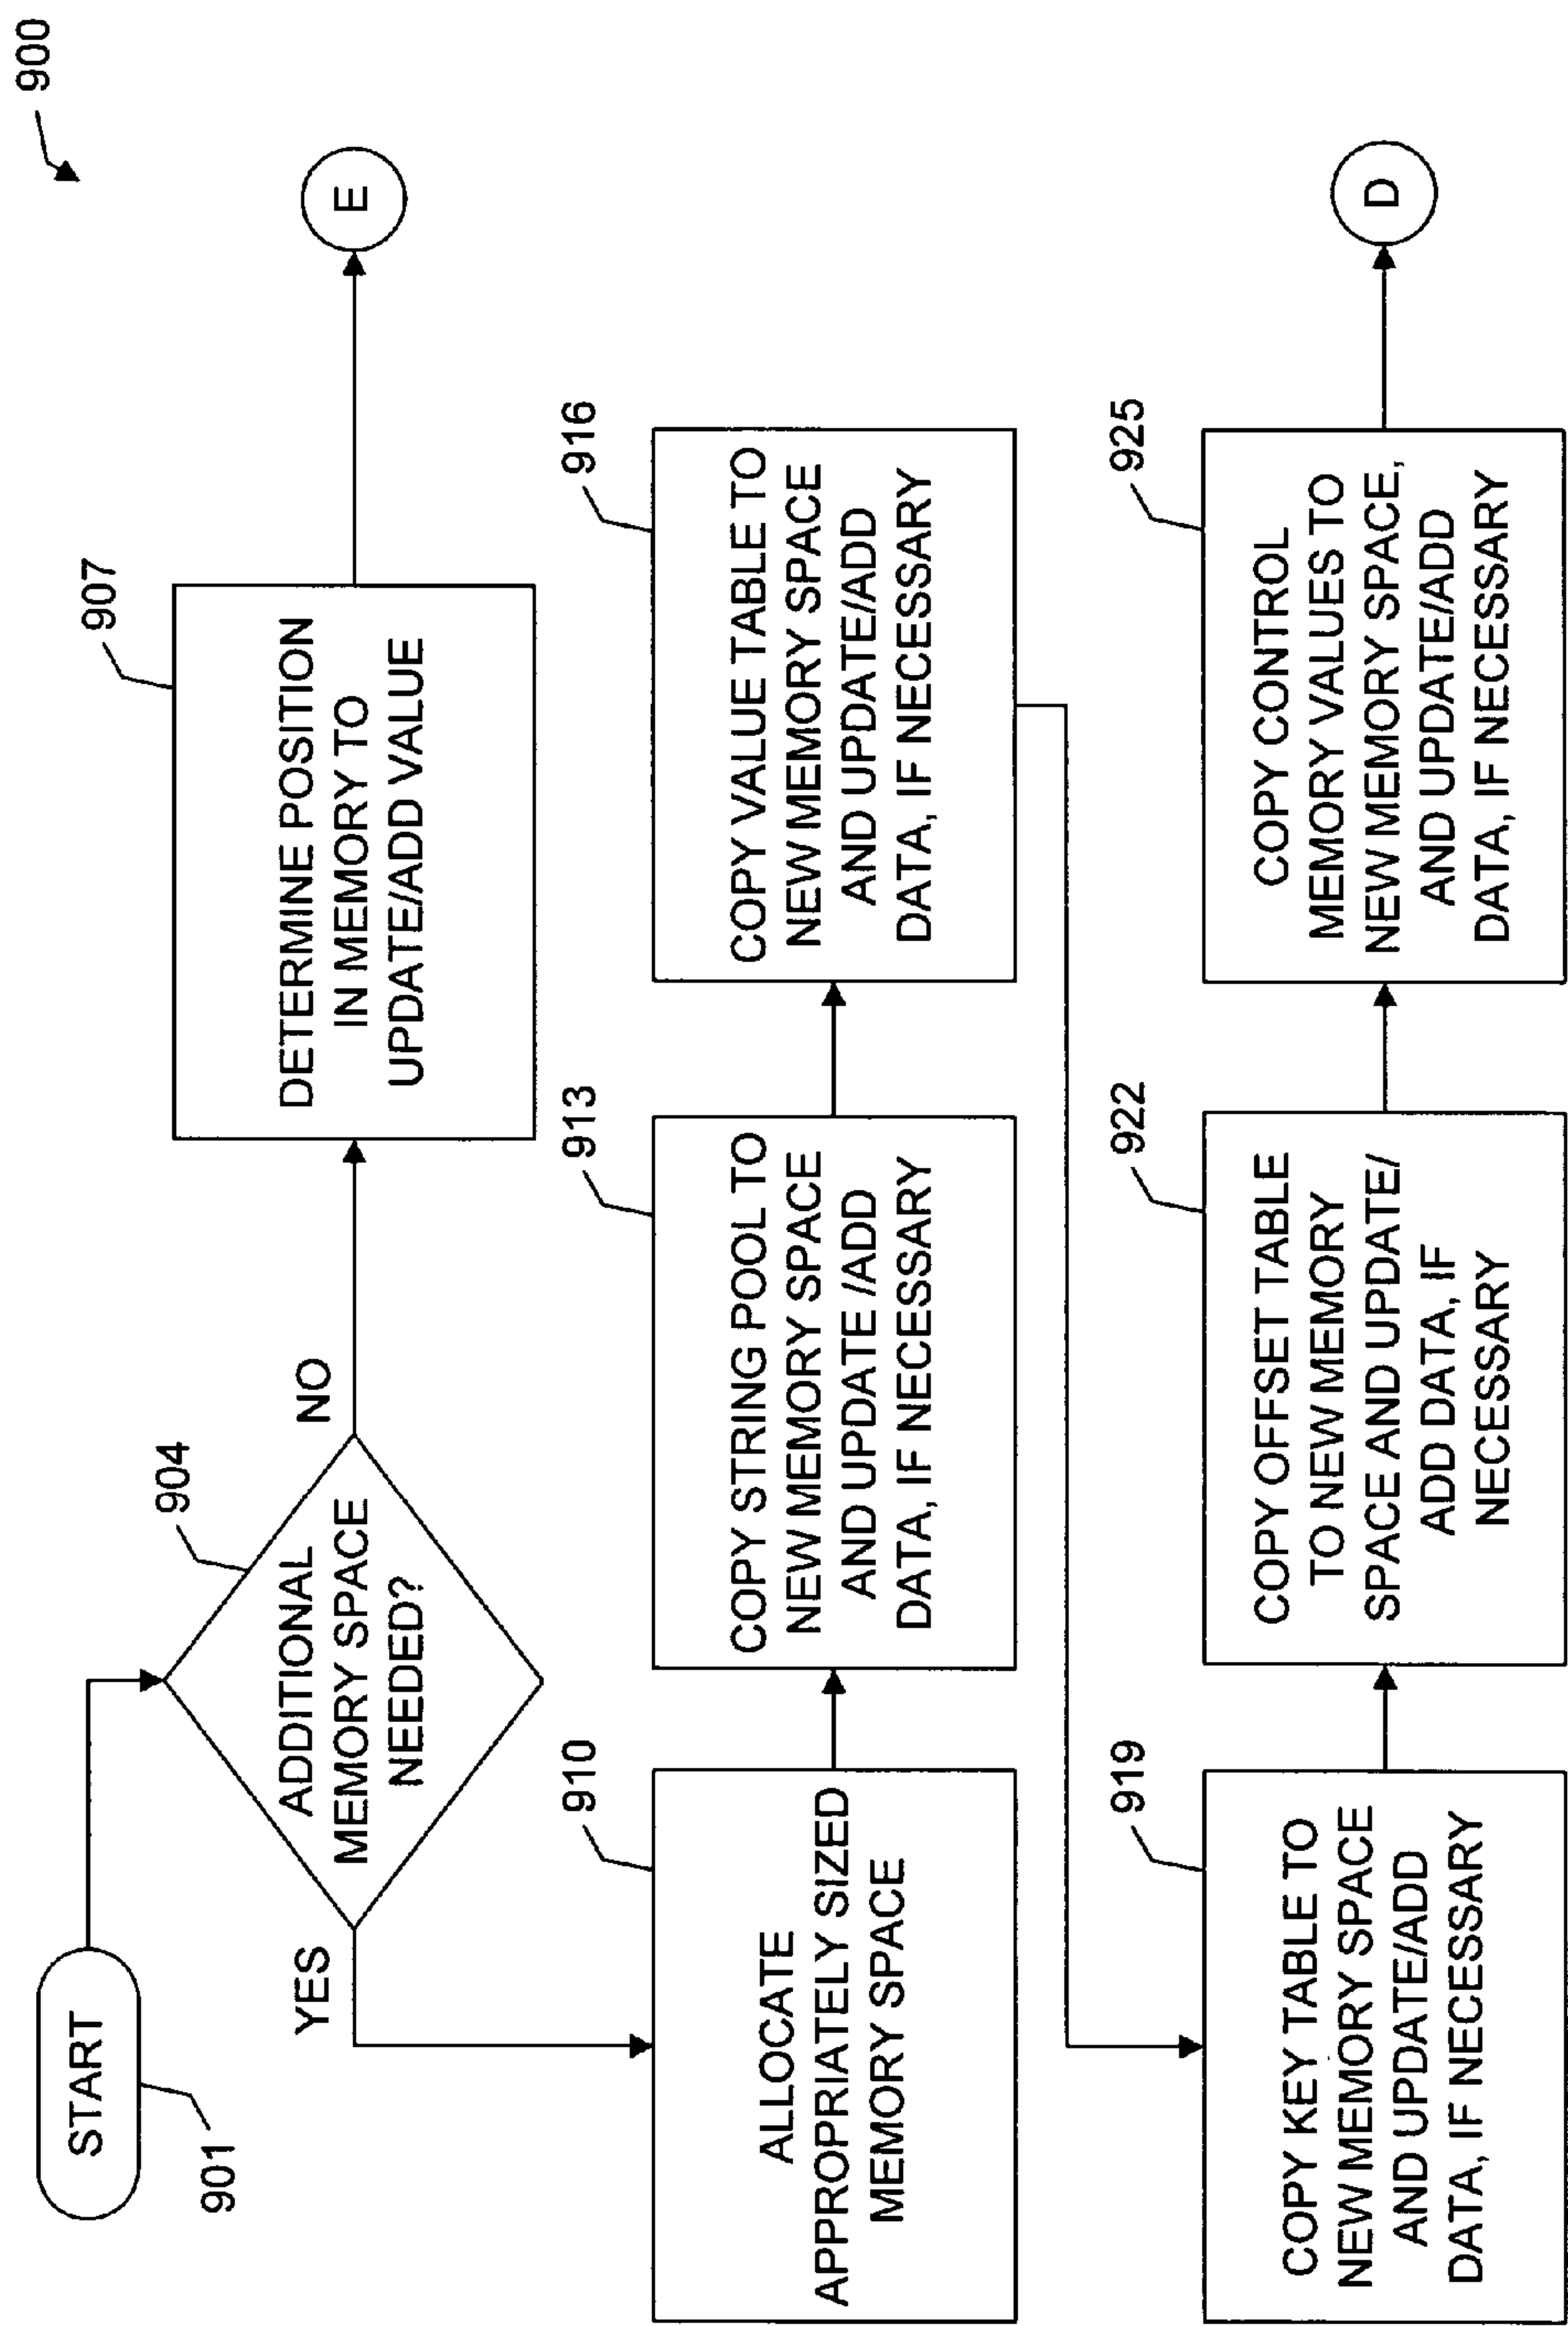 900
START
901
904
ADDITIONAL
MEMORY SPACE
NEEDED?
YES
NO
907
DETERMINE POSITION
IN MEMORY TO
UPDATE/ADD VALUE
E
910
ALLOCATE
APPROPRIATELY SIZED
MEMORY SPACE
913
COPY STRING POOL TO
NEW MEMORY SPACE
AND UPDATE /ADD
DATA, IF NECESSARY
916
COPY VALUE TABLE TO
NEW MEMORY SPACE
AND UPDATE/ADD
DATA, IF NECESSARY
919
COPY KEY TABLE TO
NEW MEMORY SPACE
AND UPDATE/ADD
DATA, IF NECESSARY
922
COPY OFFSET TABLE
TO NEW MEMORY
SPACE AND UPDATE/
ADD DATA, IF
NECESSARY
925
COPY CONTROL
MEMORY VALUES TO
NEW MEMORY SPACE,
AND UPDATE/ADD
DATA, IF NECESSARY
D